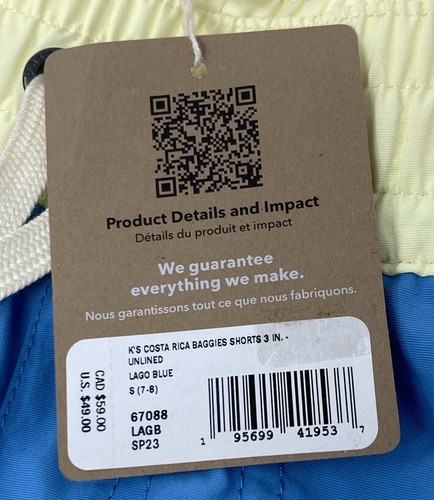 Product Details and Impact
Détails du produit et impact
We guarantee
everything we make.
Nous garantissons tout ce que nous fabriquons.
K'S COSTA RICA BAGGIES SHORTS 3 IN. -
UNLINED
LAGO BLUE
S (7-8)
67088
LAGB
SP23
CAD $59.00
U.S. $49.00
1 95699 41953 7